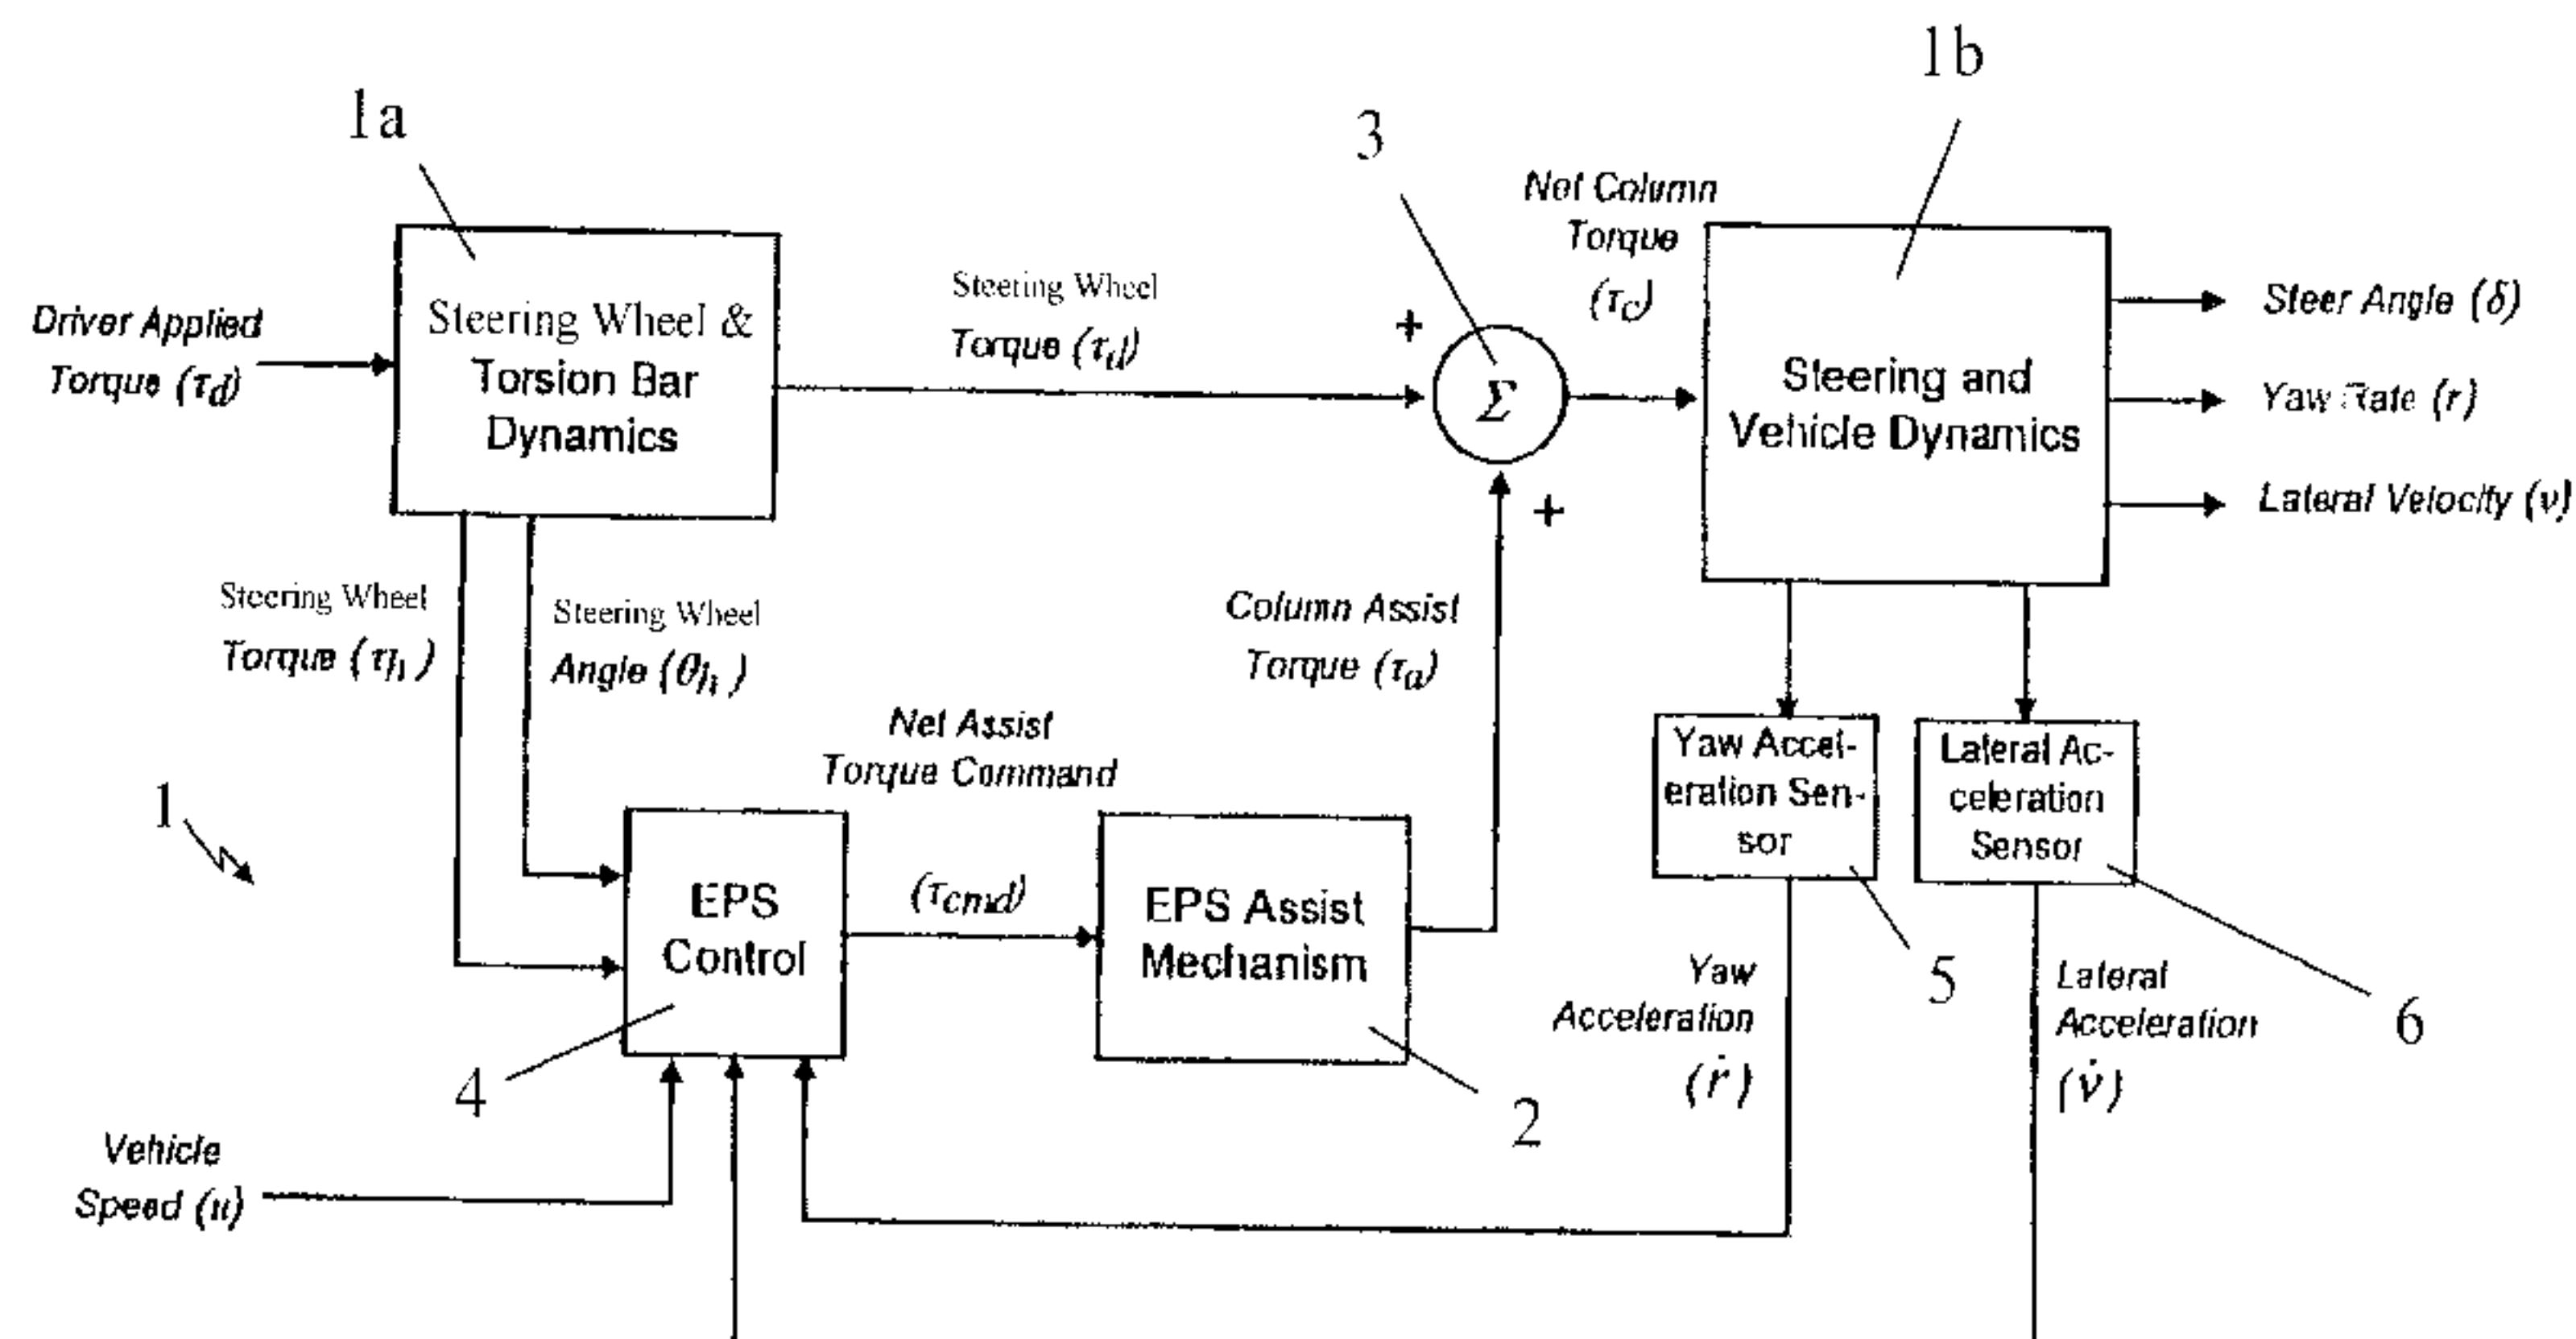 1b
1a
3
Net Column
Torque
(τc)
Steering Wheel
Torque (τd)
Driver Applied
Torque (τd)
Steering Wheel &
Torsion Bar
Dynamics
+
Σ
+
Steering and
Vehicle Dynamics
Steer Angle (δ)
Yaw Rate (r)
Lateral Velocity (v)
Steering Wheel
Torque (τh)
Steering Wheel
Angle (θh)
Column Assist
Torque (τa)
Net Assist
Torque Command
(τcmd)
Yaw Accel-
eration Sen-
sor
Lateral Ac-
celeration
Sensor
1
EPS
Control
EPS Assist
Mechanism
5
6
Yaw
Acceleration
(ṙ)
Lateral
Acceleration
(v̇)
4
2
Vehicle
Speed (u)